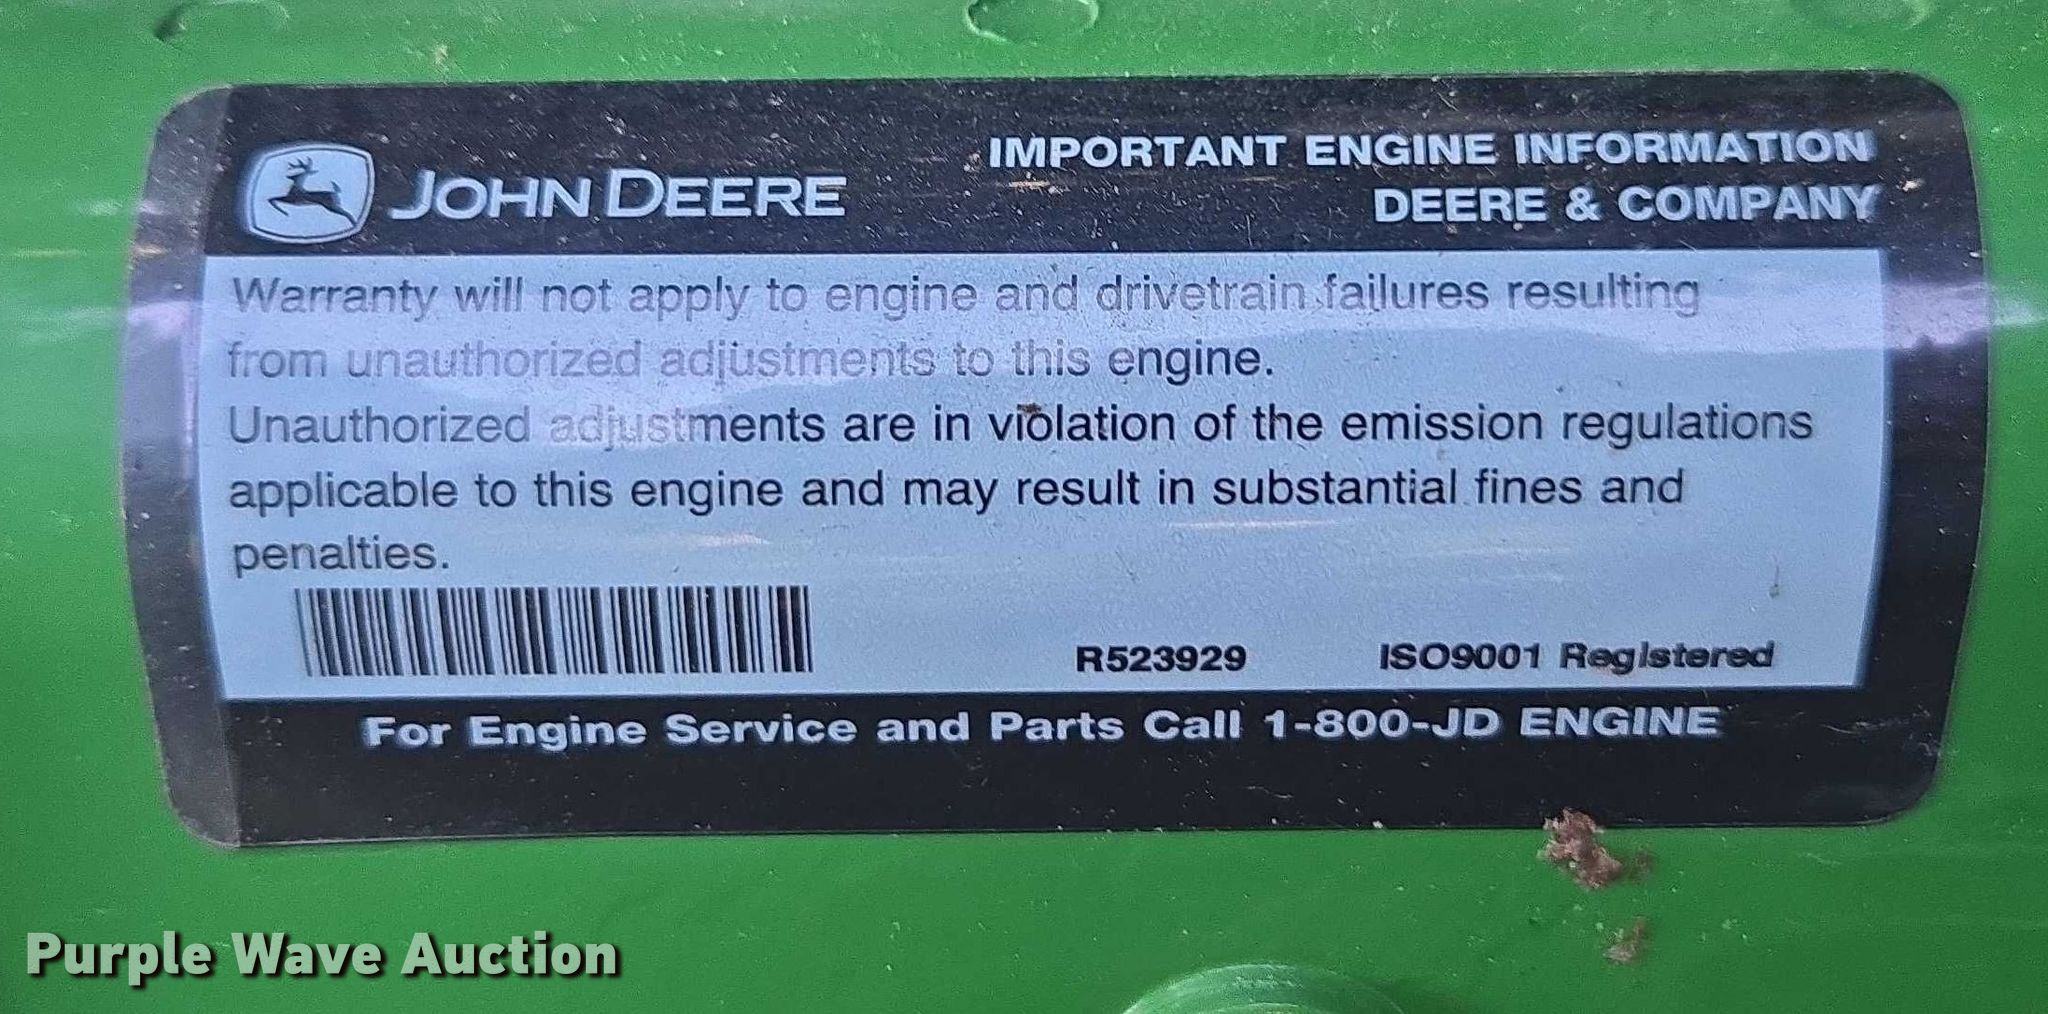 JOHN DEERE
IMPORTANT ENGINE INFORMATION
DEERE & COMPANY
Warranty will not apply to engine and drivetrain failures resulting
from unauthorized adjustments to this engine.
Unauthorized adjustments are in violation of the emission regulations
applicable to this engine and may result in substantial fines and
penalties.
R523929 ISO9001 Registered
For Engine Service and Parts Call 1-800-JD ENGINE
Purple Wave Auction